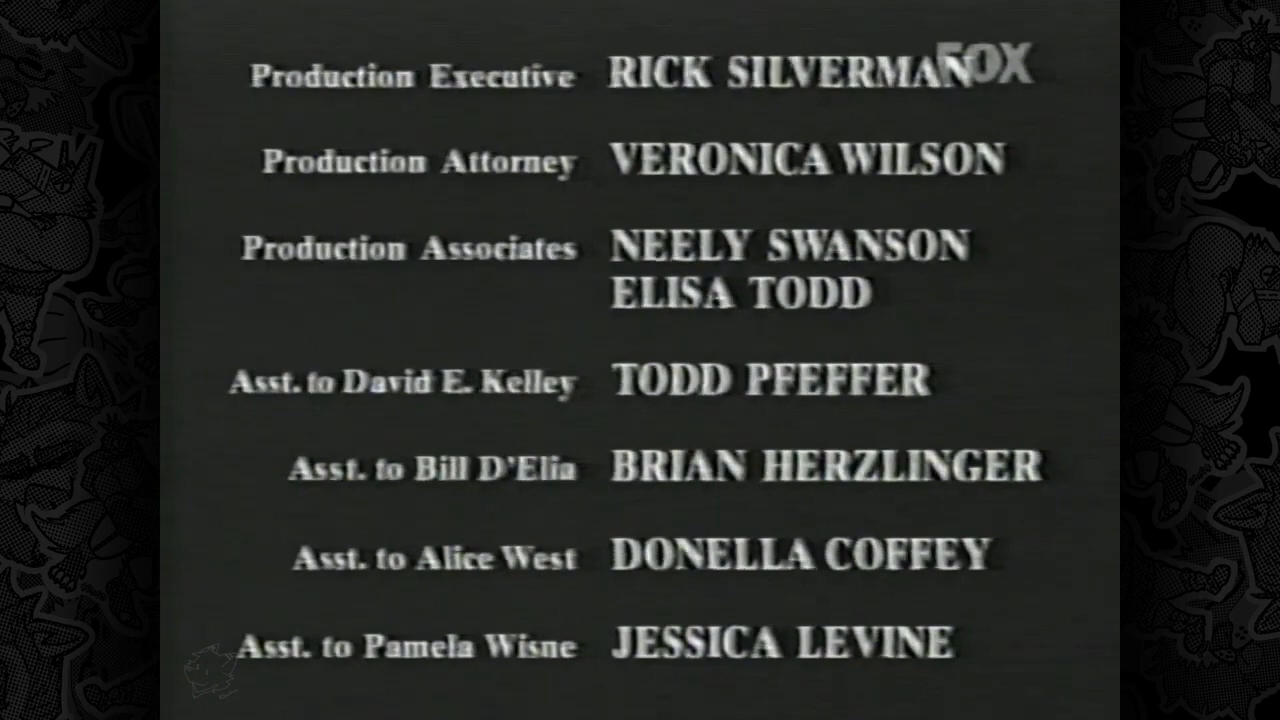 Production Executive RICK SILVERMAN FOX
Production Attorney VERONICA WILSON
Production Associates NEELY SWANSON
ELISA TODD
Asst. to David E. Kelley TODD PFEFFER
Asst. to Bill D'Elia BRIAN HERZLINGER
Asst. to Alice West DONELLA COFFEY
Asst. to Pamela Wisne JESSICA LEVINE